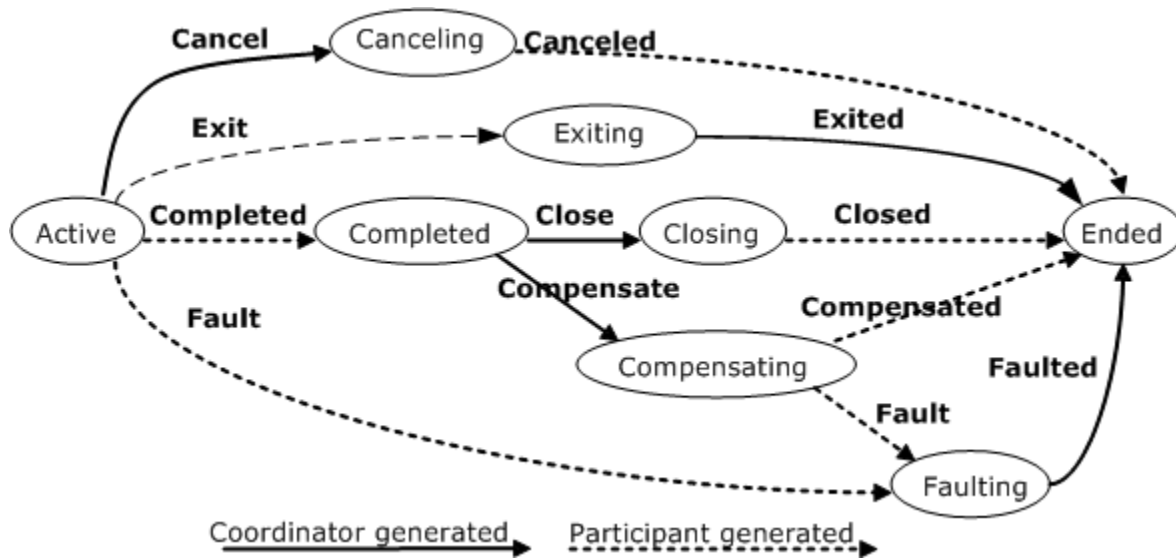 Cancel
Canceling
Canceled
Exit
Exiting
Exited
Active
Completed
Completed
Close
Closing
Closed
Ended
Compensate
Compensated
Fault
Compensating
Faulted
Fault
Faulting
Coordinator generated
Participant generated